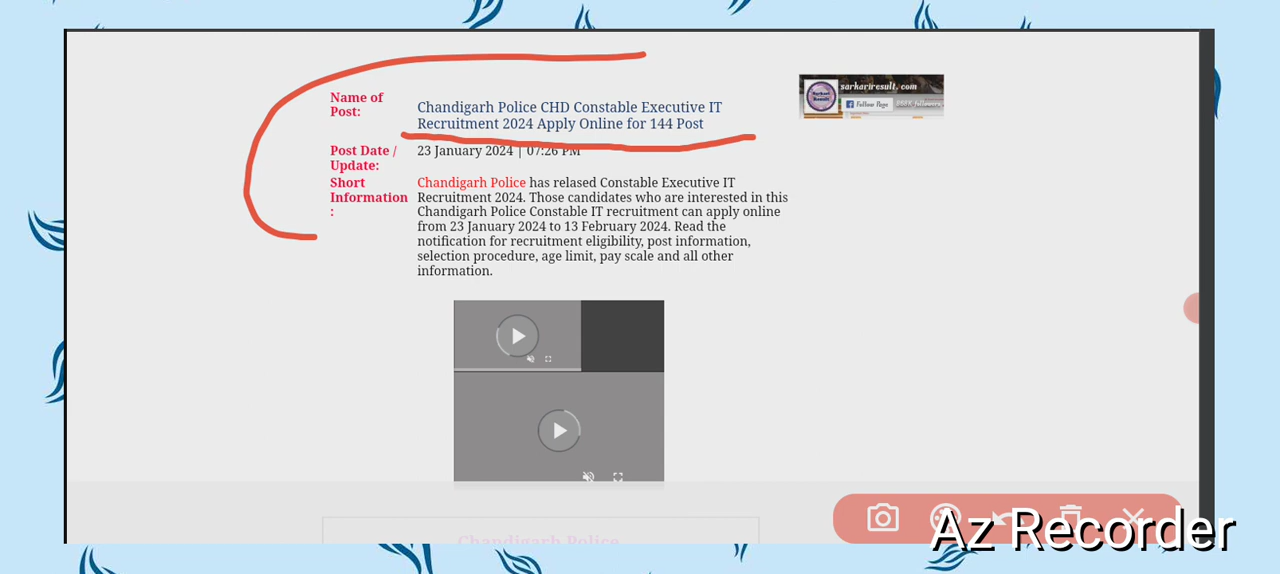 sarkariresult.com
Follow Page
followers
Name of
Post:
Chandigarh Police CHD Constable Executive IT
Recruitment 2024 Apply Online for 144 Post
Post Date /
Update:
23 January 2024 | 07:26 PM
Short
Information
:
Chandigarh Police has relased Constable Executive IT
Recruitment 2024. Those candidates who are interested in this
Chandigarh Police Constable IT recruitment can apply online
from 23 January 2024 to 13 February 2024. Read the
notification for recruitment eligibility, post information,
selection procedure, age limit, pay scale and all other
information.
Chandigarh Police
Az Recorder